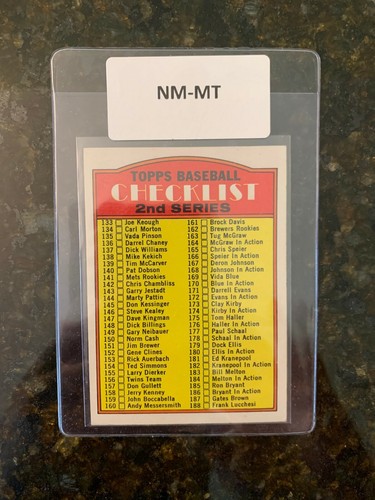 NM-MT
TOPPS BASEBALL
CHECKLIST
2nd SERIES
133 Joe Keough
134 Carl Morton
135 Vada Pinson
136 Darrel Chaney
137 Dick Williams
138 Mike Kekich
139 Tim McCarver
140 Pat Dobson
141 Mets Rookies
142 Chris Chambliss
143 Garry Jestadt
144 Marty Pattin
145 Don Kessinger
146 Steve Kealey
147 Dave Kingman
148 Dick Billings
149 Gary Neibauer
150 Norm Cash
151 Jim Brewer
152 Gene Clines
153 Rick Auerbach
154 Ted Simmons
155 Larry Dierker
156 Twins Team
157 Don Gullett
158 Jerry Kenney
159 John Boccabella
160 Andy Messersmith
161 Brock Davis
162 Brewers Rookies
163 Tug McGraw
164 McGraw In Action
165 Chris Speier
166 Speier In Action
167 Deron Johnson
168 Johnson In Action
169 Vida Blue
170 Blue In Action
171 Darrell Evans
172 Evans In Action
173 Clay Kirby
174 Kirby In Action
175 Tom Haller
176 Haller In Action
177 Paul Schaal
178 Schaal In Action
179 Dock Ellis
180 Ellis In Action
181 Ed Kranepool
182 Kranepool In Action
183 Bill Melton
184 Melton In Action
185 Ron Bryant
186 Bryant In Action
187 Gates Brown
188 Frank Lucchesi